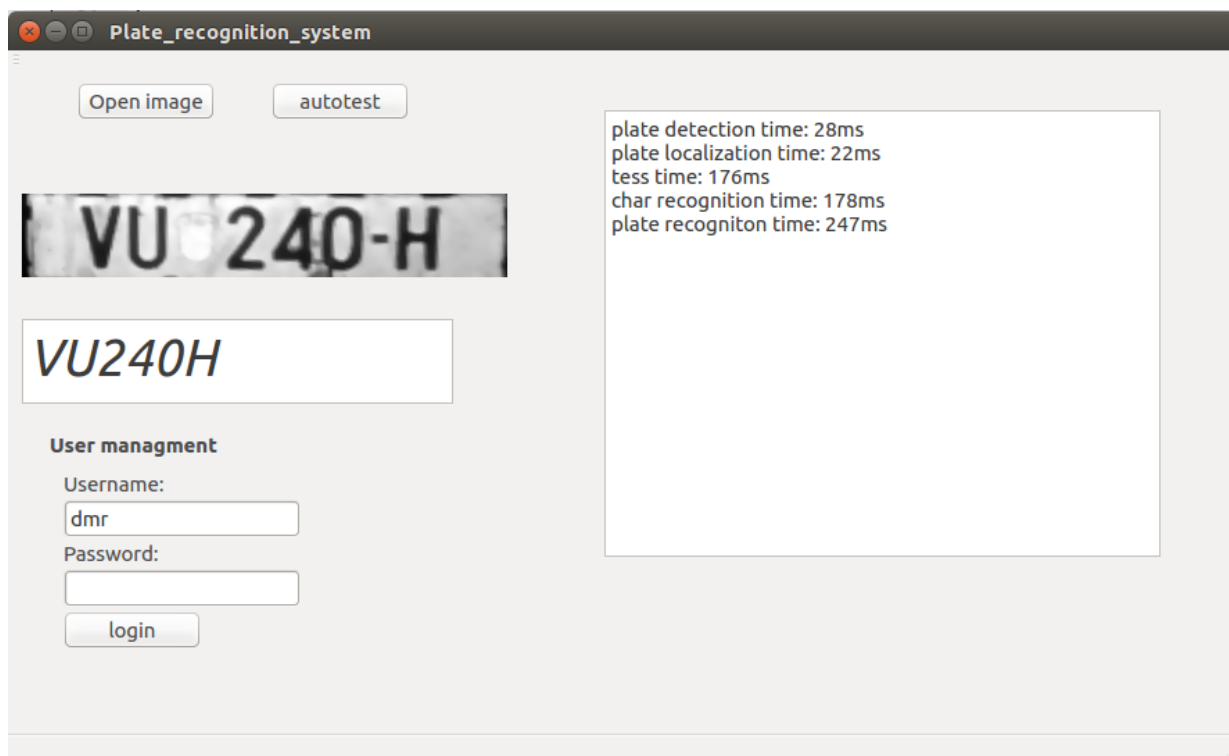 Plate_recognition_system
Open image
autotest
VU 240-H
VU240H
User managment
Username:
dmr
Password:
login
plate detection time: 28ms
plate localization time: 22ms
tess time: 176ms
char recognition time: 178ms
plate recogniton time: 247ms